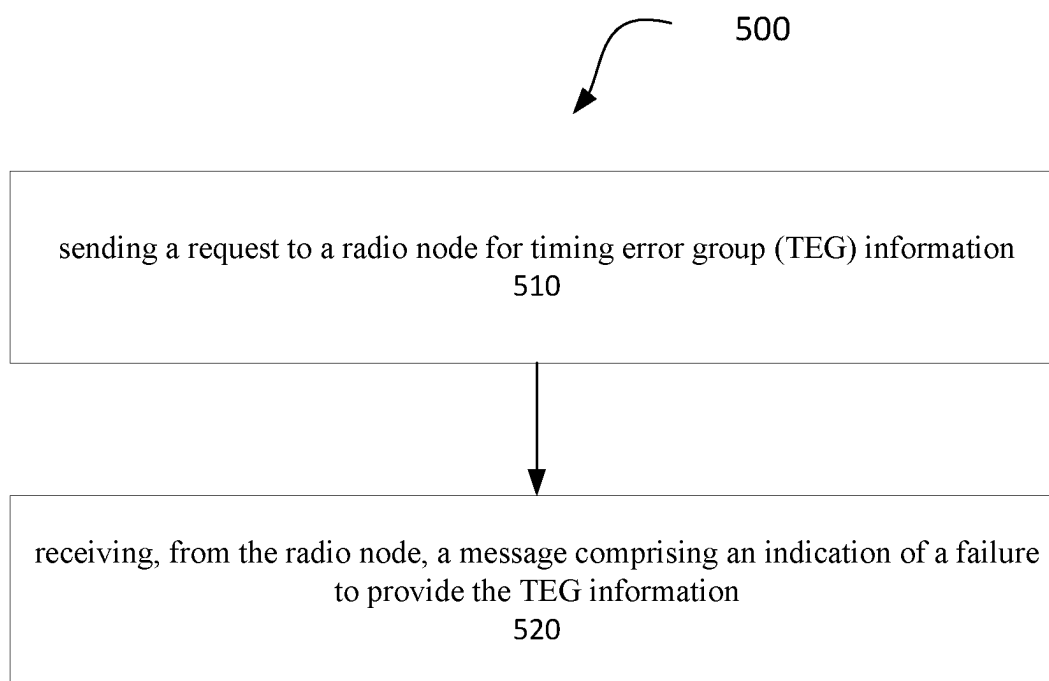 500
sending a request to a radio node for timing error group (TEG) information
510
receiving, from the radio node, a message comprising an indication of a failure
to provide the TEG information
520